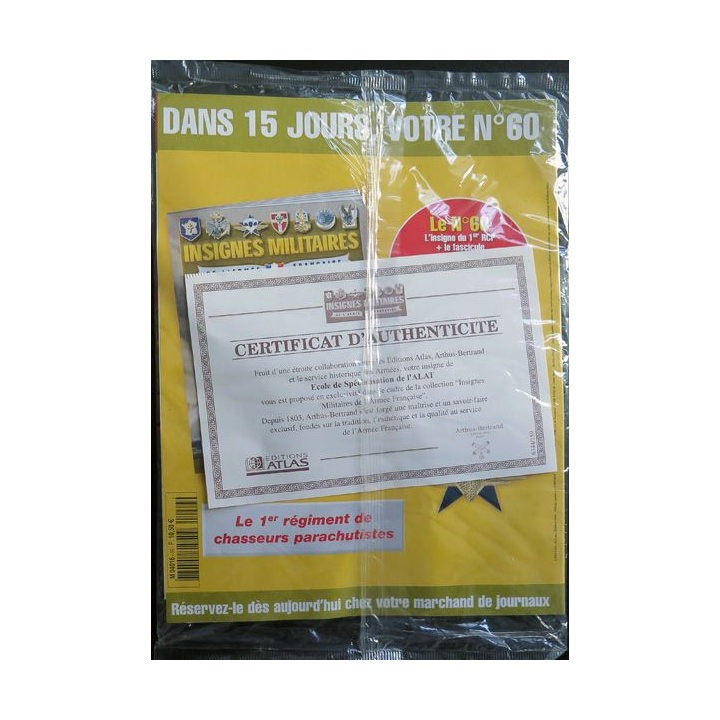 DANS 15 JOURS, VOTRE N°60
INSIGNES MILITAIRES
FRANÇAISE
Le N°60
L'insigne du 1er RCP
+ le fascicule
INSIGNES MILITAIRES
CERTIFICAT D'AUTHENTICITE
Fruit d'une étroite collaboration les Editions Atlas, Arthus-Bertrand
et le service historique Armées, votre insigne de
Ecole de Spécialisation de l'ALAT
vous est proposé en exclusivité dans le cadre de la collection "Insignes
Militaires de l'Armée Française".
Depuis 1803, Arthus-Bertrand s'est forgé une maîtrise et un savoir-faire
exclusif, fondés sur la tradition, l'esthétique et la qualité au service
de l'Armée Française.
EDITIONS
ATLAS
Arthus-Bertrand
Le 1er régiment de
chasseurs parachutistes
Réservez-le dès aujourd'hui chez votre marchand de journaux